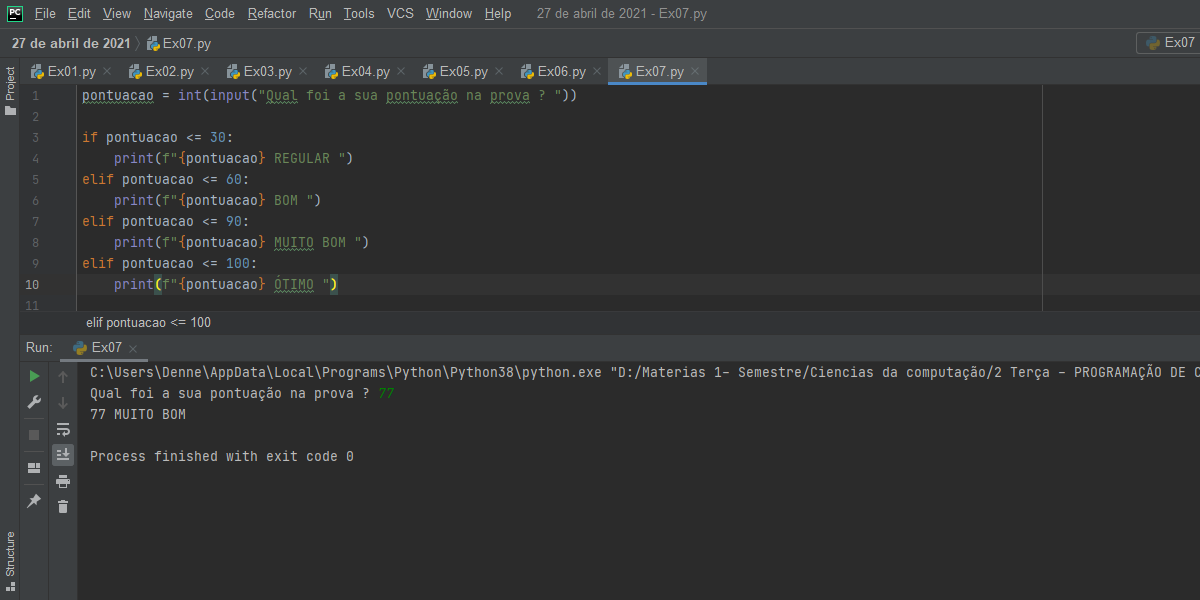 PC File Edit View Navigate Code Refactor Run Tools VCS Window Help 27 de abril de 2021 - Ex07.py
27 de abril de 2021 Ex07.py Ex07
Ex01.py Ex02.py Ex03.py Ex04.py Ex05.py Ex06.py Ex07.py
Project
1 pontuacao = int(input("Qual foi a sua pontuação na prova ? "))
2
3 if pontuacao <= 30:
4 print(f"{pontuacao} REGULAR ")
5 elif pontuacao <= 60:
6 print(f"{pontuacao} BOM ")
7 elif pontuacao <= 90:
8 print(f"{pontuacao} MUITO BOM ")
9 elif pontuacao <= 100:
10 print(f"{pontuacao} ÓTIMO ")
11
elif pontuacao <= 100
Run: Ex07
C:\Users\Denne\AppData\Local\Programs\Python\Python38\python.exe "D:/Materias 1- Semestre/Ciencias da computação/2 Terça - PROGRAMAÇÃO DE C
Qual foi a sua pontuação na prova ? 77
77 MUITO BOM
Process finished with exit code 0
Structure